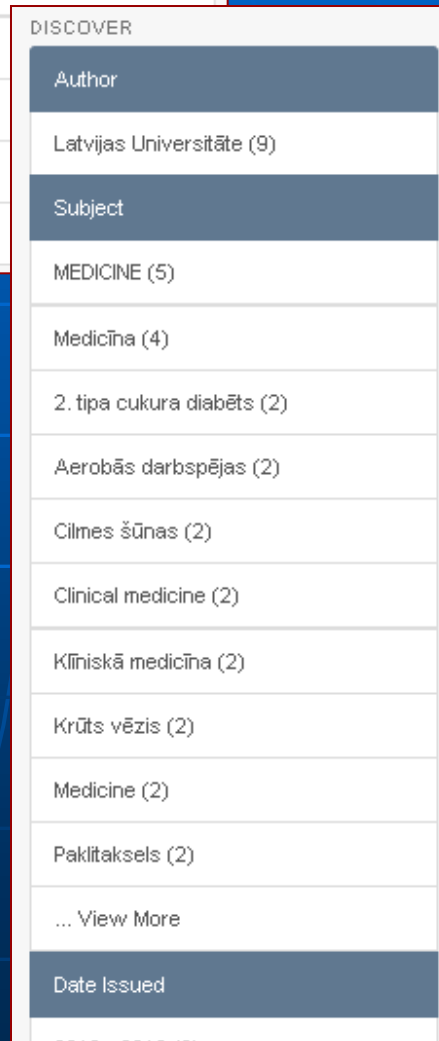 DISCOVER
Author
Latvijas Universitāte (9)
Subject
MEDICINE (5)
Medicīna (4)
2. tipa cukura diabēts (2)
Aerobās darbspējas (2)
Cilmes šūnas (2)
Clinical medicine (2)
Klīniskā medicīna (2)
Krūts vēzis (2)
Medicine (2)
Paklitaksels (2)
... View More
Date Issued